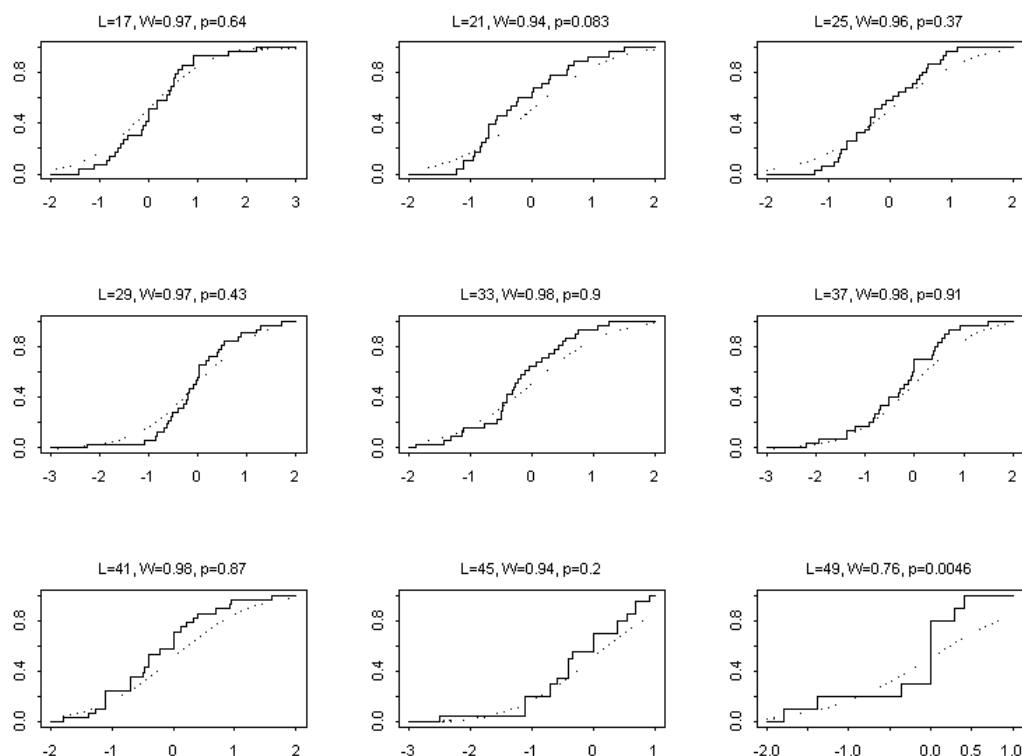 L=17, W=0.97, p=0.64
L=21, W=0.94, p=0.083
L=25, W=0.96, p=0.37
0.0 0.4 0.8
-2 -1 0 1 2 3
0.0 0.4 0.8
-2 -1 0 1 2
0.0 0.4 0.8
-2 -1 0 1 2
L=29, W=0.97, p=0.43
L=33, W=0.98, p=0.9
L=37, W=0.98, p=0.91
0.0 0.4 0.8
-3 -2 -1 0 1 2
0.0 0.4 0.8
-2 -1 0 1 2
0.0 0.4 0.8
-3 -2 -1 0 1 2
L=41, W=0.98, p=0.87
L=45, W=0.94, p=0.2
L=49, W=0.76, p=0.0046
0.0 0.4 0.8
-2 -1 0 1 2
0.0 0.4 0.8
-3 -2 -1 0 1
0.0 0.4 0.8
-2.0 -1.0 0.0 1.0